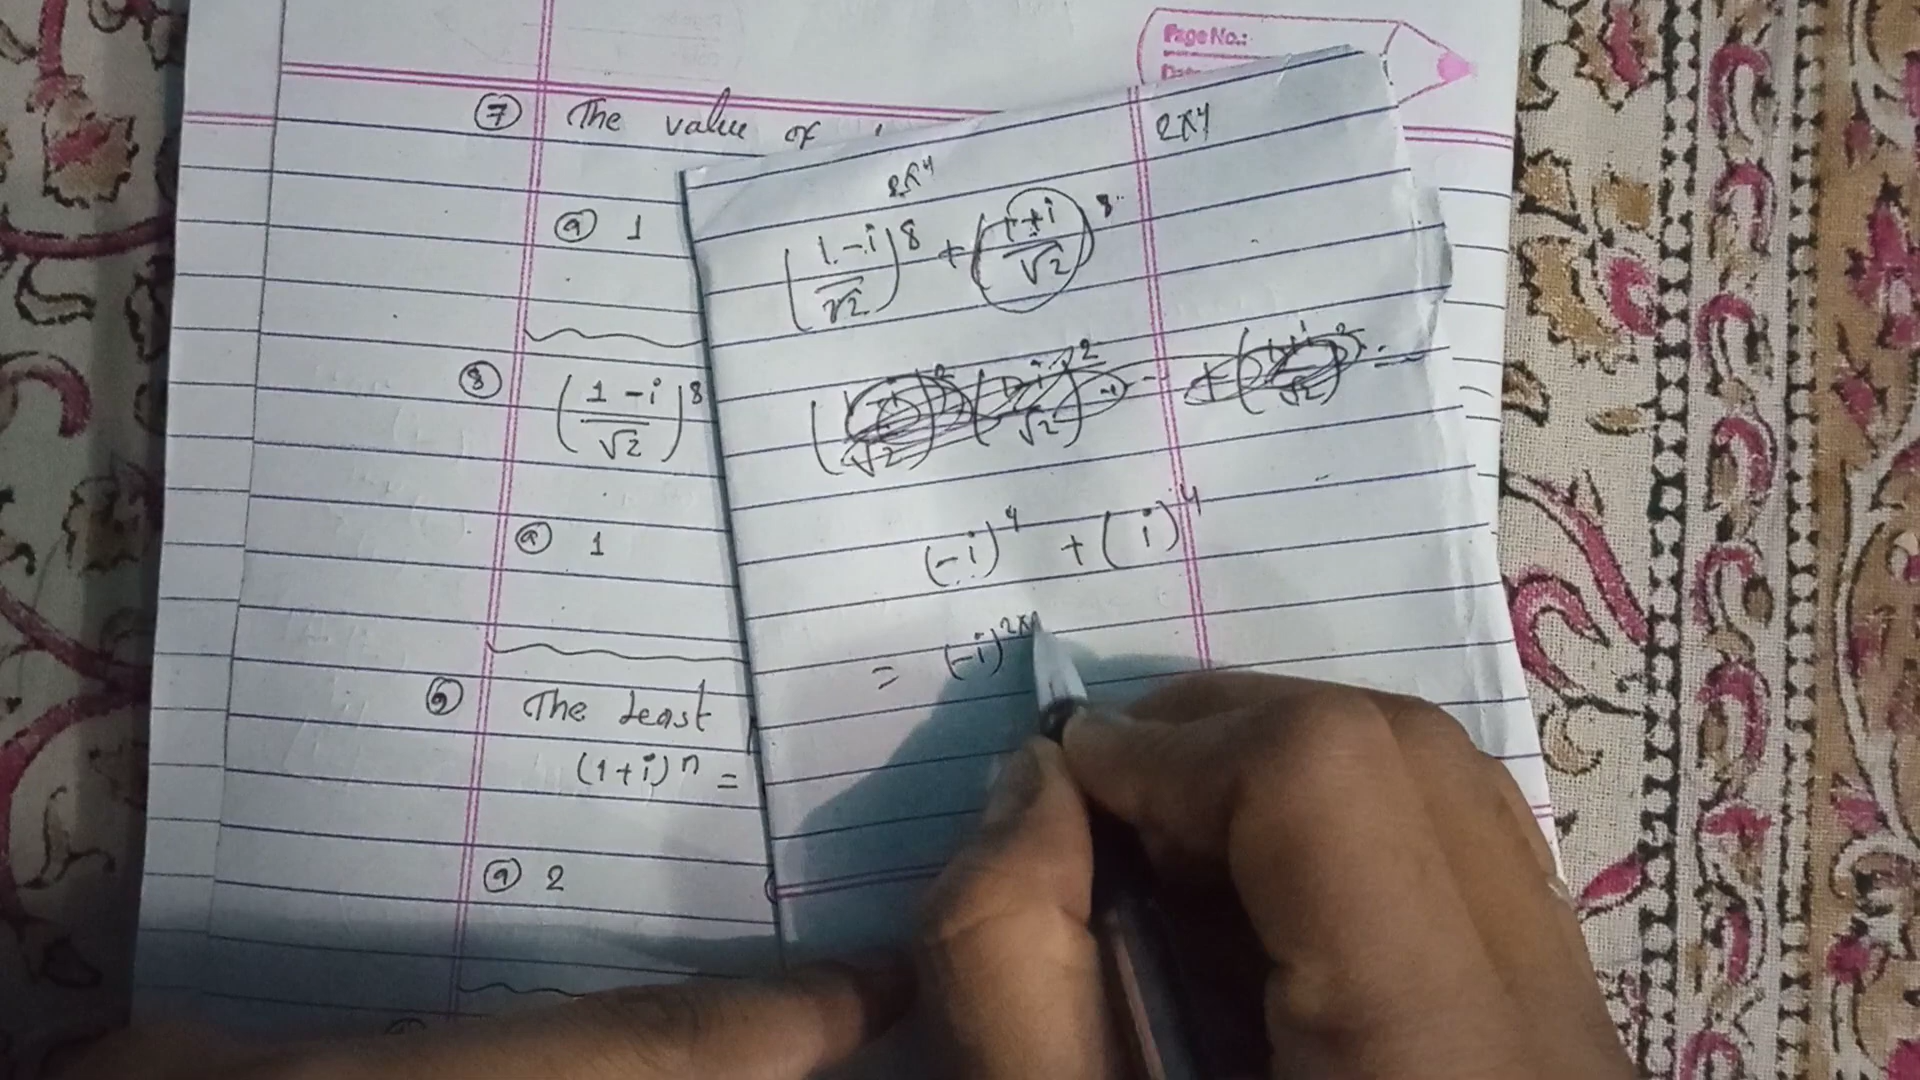 Page No.:
⑦ The value of
ⓐ 1
⑧ ((1 - i)/√2)^8
ⓐ 1
⑨ The least
(1+i)^n =
ⓐ 2
2×4
2×4
((1-i)/√2)^8 + ((1+i)/√2)^8
(-i)^4 + (i)^4
= (-i)^2×